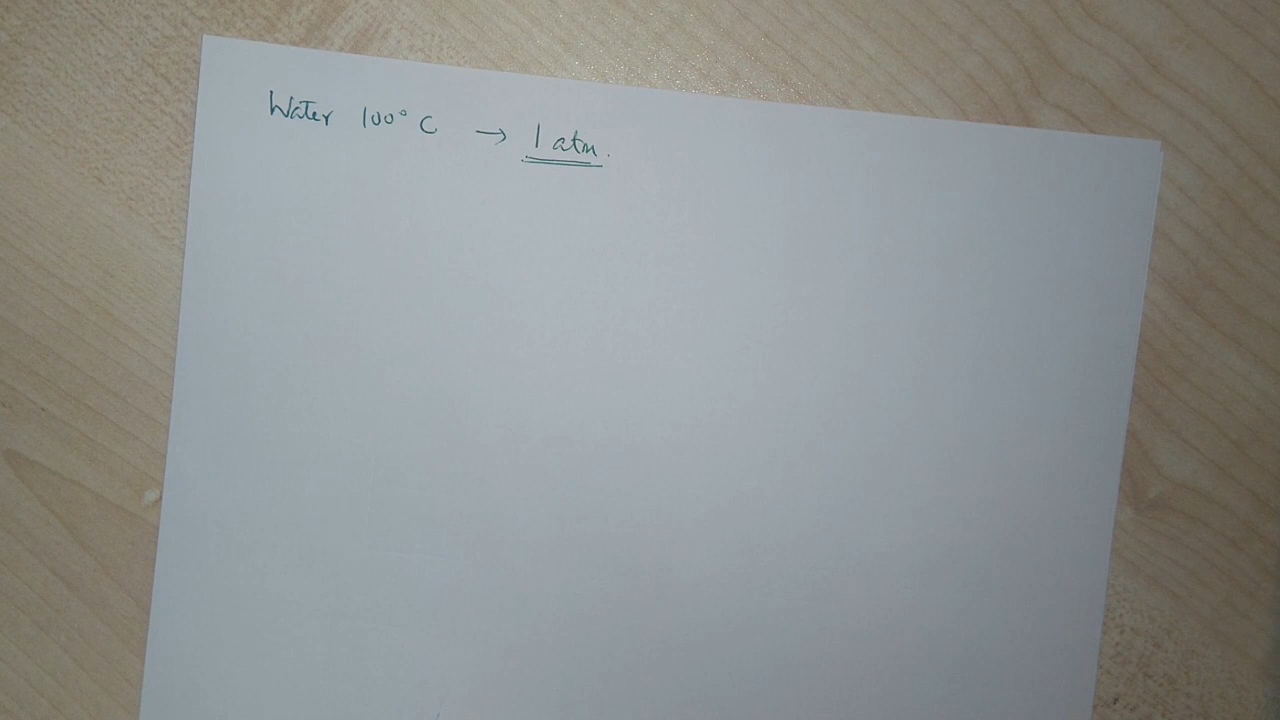 Water 100° C → 1 atm.